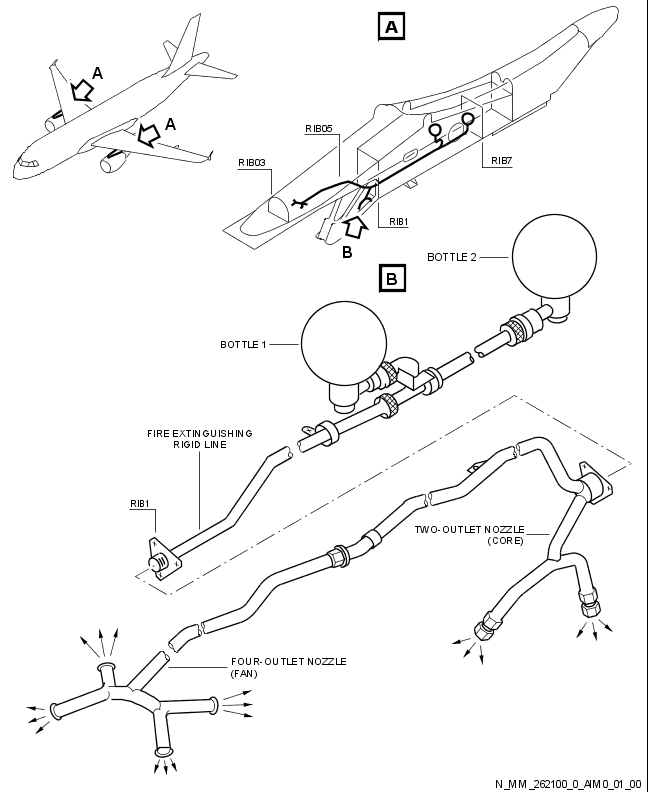 A
A
A
RIB05
RIB03
RIB7
RIB1
B
B
BOTTLE 2
BOTTLE 1
FIRE EXTINGUISHING
RIGID LINE
RIB1
TWO-OUTLET NOZZLE
(CORE)
FOUR-OUTLET NOZZLE
(FAN)
N_MM_262100_0_AIM0_01_00